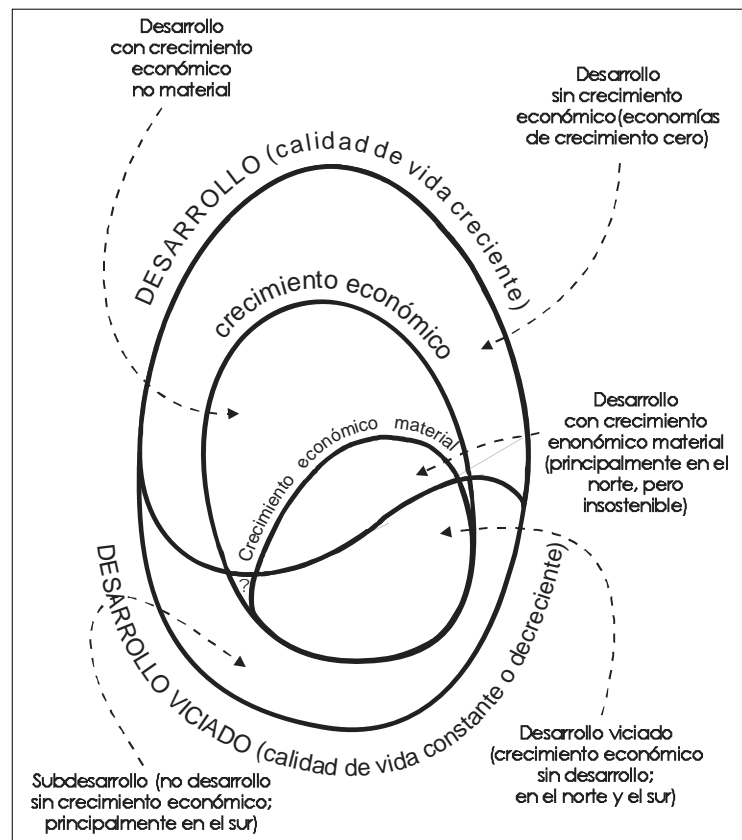 Desarrollo
con crecimiento
económico
no material
Desarrollo
sin crecimiento
económico (economías
de crecimiento cero)
DESARROLLO (calidad de vida creciente)
crecimiento económico
Crecimiento económico material
Desarrollo
con crecimiento
enonómico material
(principalmente en el
norte, pero
insostenible)
?
DESARROLLO VICIADO (calidad de vida constante o decreciente)
Subdesarrollo (no desarrollo
sin crecimiento económico;
principalmente en el sur)
Desarrollo viciado
(crecimiento económico
sin desarrollo;
en el norte y el sur)